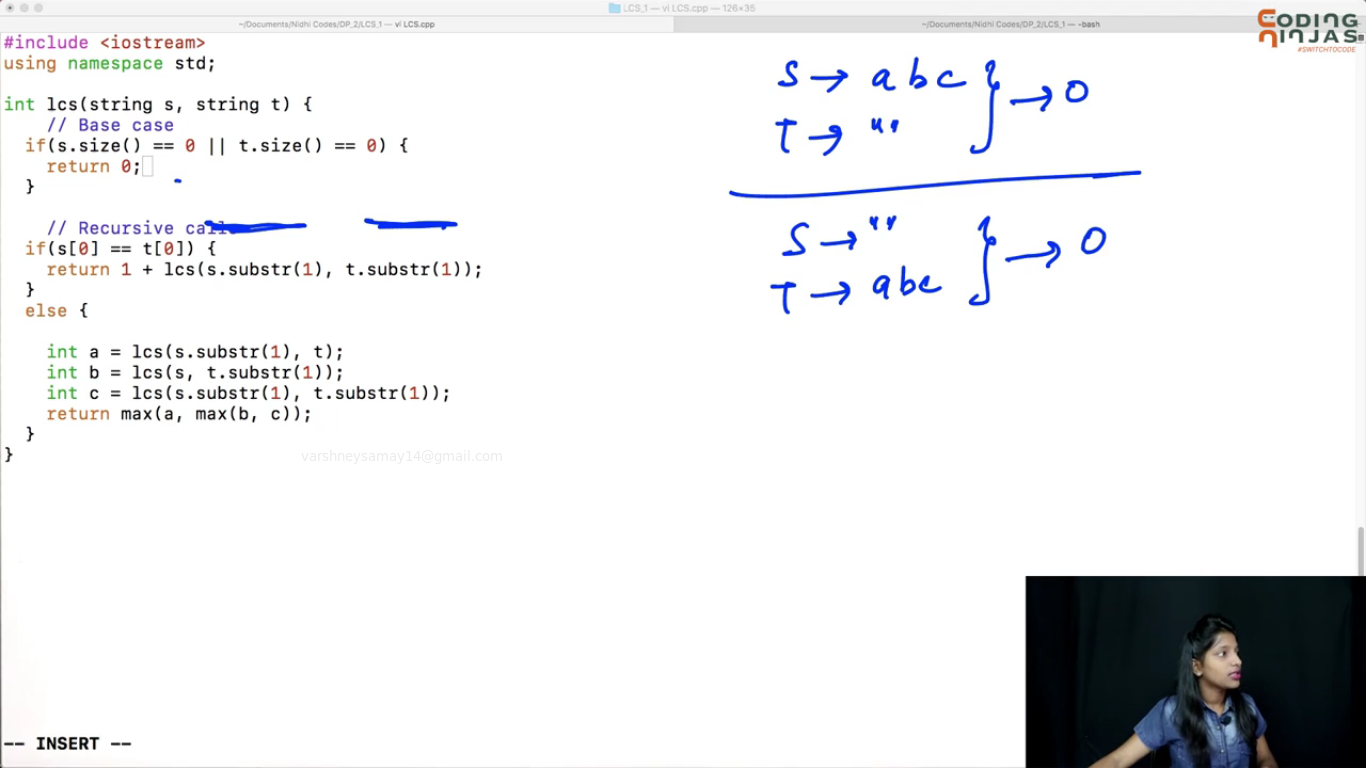 LCS_1 — vi LCS.cpp — 126×35
~/Documents/Nidhi Codes/DP_2/LCS_1 — vi LCS.cpp
~/Documents/Nidhi Codes/DP_2/LCS_1 — -bash
CODING
NINJAS
#SWITCHTOCODE
#include <iostream>
using namespace std;
int lcs(string s, string t) {
// Base case
if(s.size() == 0 || t.size() == 0) {
return 0;
}
// Recursive calls
if(s[0] == t[0]) {
return 1 + lcs(s.substr(1), t.substr(1));
}
else {
int a = lcs(s.substr(1), t);
int b = lcs(s, t.substr(1));
int c = lcs(s.substr(1), t.substr(1));
return max(a, max(b, c));
}
}
varshneysamay14@gmail.com
-- INSERT --
S → abc } → 0
T → ""
S → "" } → 0
T → abc